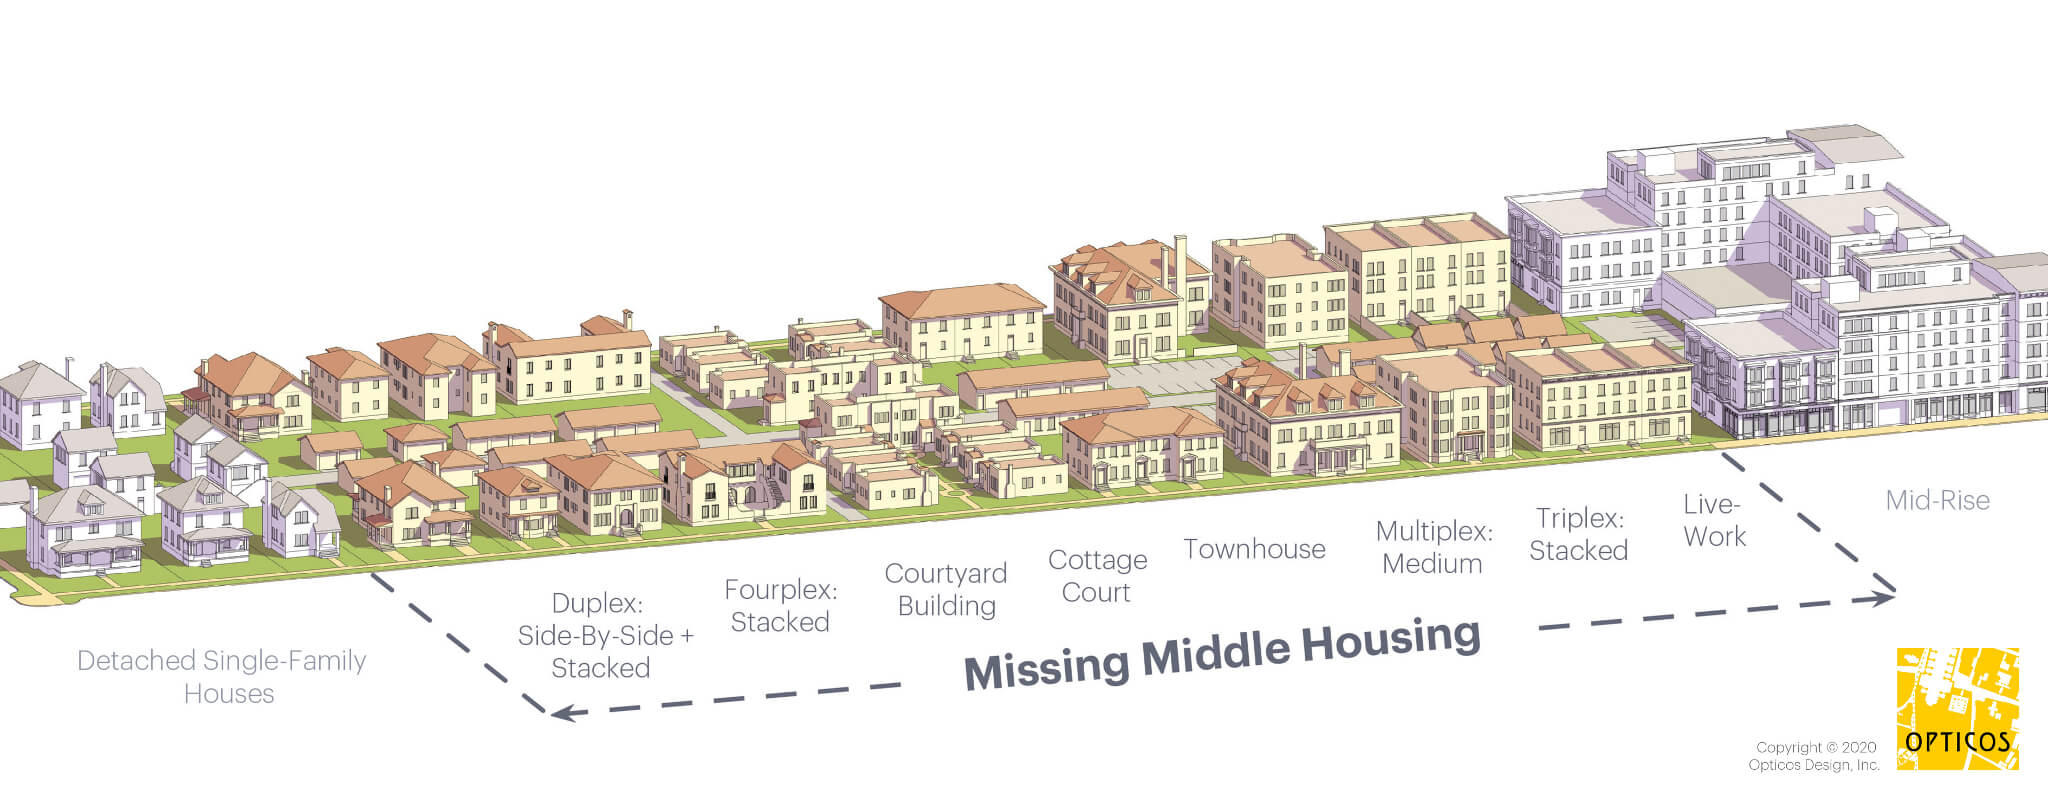 Detached Single-Family
Houses
Duplex:
Side-By-Side +
Stacked
Fourplex:
Stacked
Courtyard
Building
Cottage
Court
Townhouse
Multiplex:
Medium
Triplex:
Stacked
Live-
Work
Mid-Rise
Missing Middle Housing
Copyright © 2020
Opticos Design, Inc.
OPTICOS